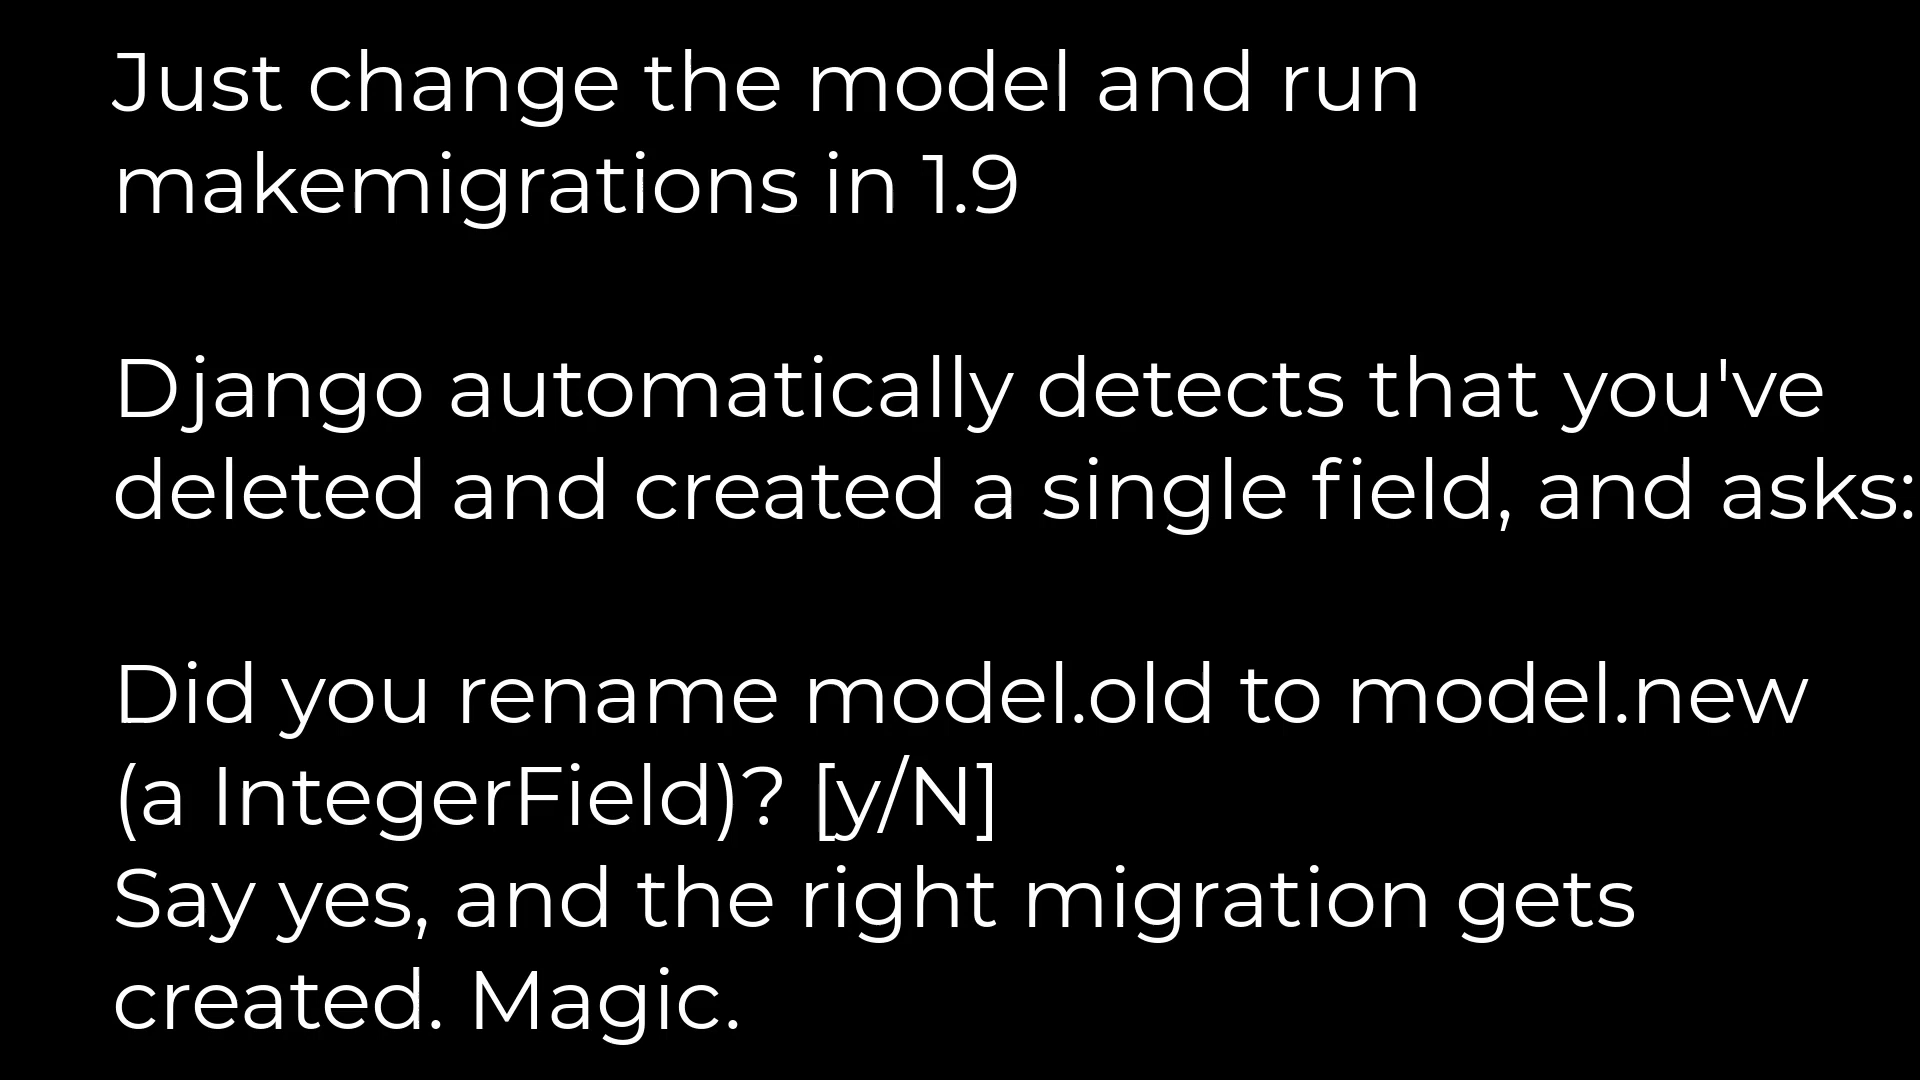 Just change the model and run
makemigrations in 1.9
Django automatically detects that you've
deleted and created a single field, and asks:
Did you rename model.old to model.new
(a IntegerField)? [y/N]
Say yes, and the right migration gets
created. Magic.